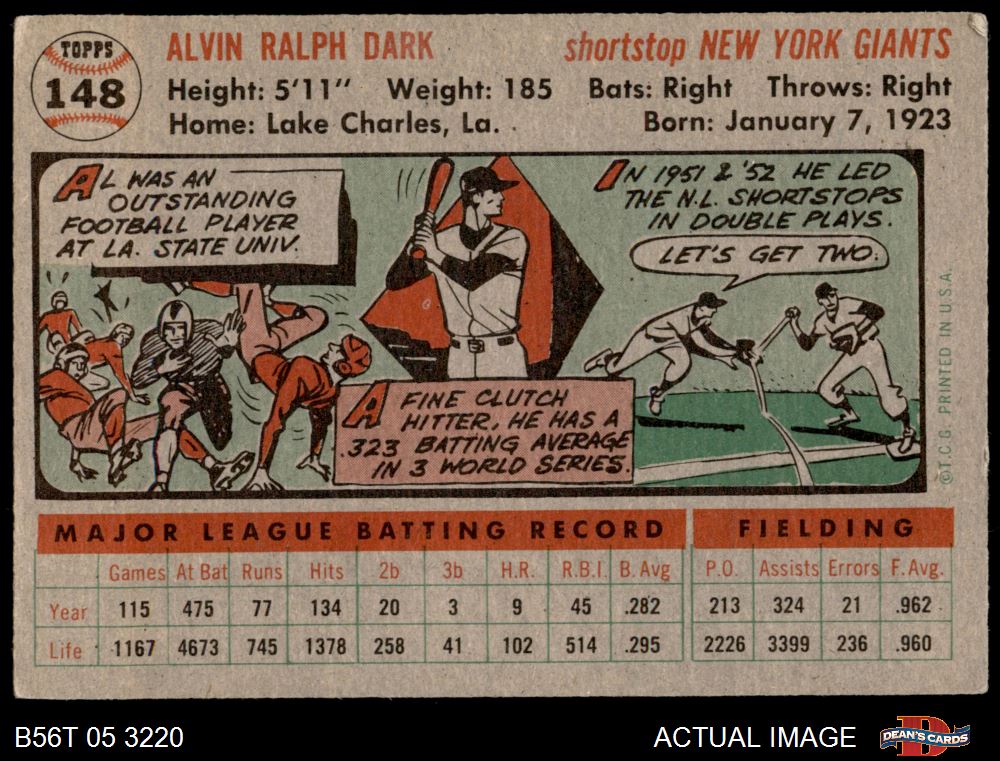 TOPPS
148
ALVIN RALPH DARK shortstop NEW YORK GIANTS
Height: 5'11" Weight: 185 Bats: Right Throws: Right
Home: Lake Charles, La. Born: January 7, 1923
AL WAS AN
OUTSTANDING
FOOTBALL PLAYER
AT LA. STATE UNIV.
IN 1951 & '52 HE LED
THE N.L. SHORTSTOPS
IN DOUBLE PLAYS.
LET'S GET TWO.
A FINE CLUTCH
HITTER, HE HAS A
.323 BATTING AVERAGE
IN 3 WORLD SERIES.
© T.C.G. PRINTED IN U.S.A.
MAJOR LEAGUE BATTING RECORD FIELDING
Games At Bat Runs Hits 2b 3b H.R. R.B.I. B. Avg P.O. Assists Errors F. Avg.
Year 115 475 77 134 20 3 9 45 .282 213 324 21 .962
Life 1167 4673 745 1378 258 41 102 514 .295 2226 3399 236 .960
B56T 05 3220 ACTUAL IMAGE DEAN'S CARDS